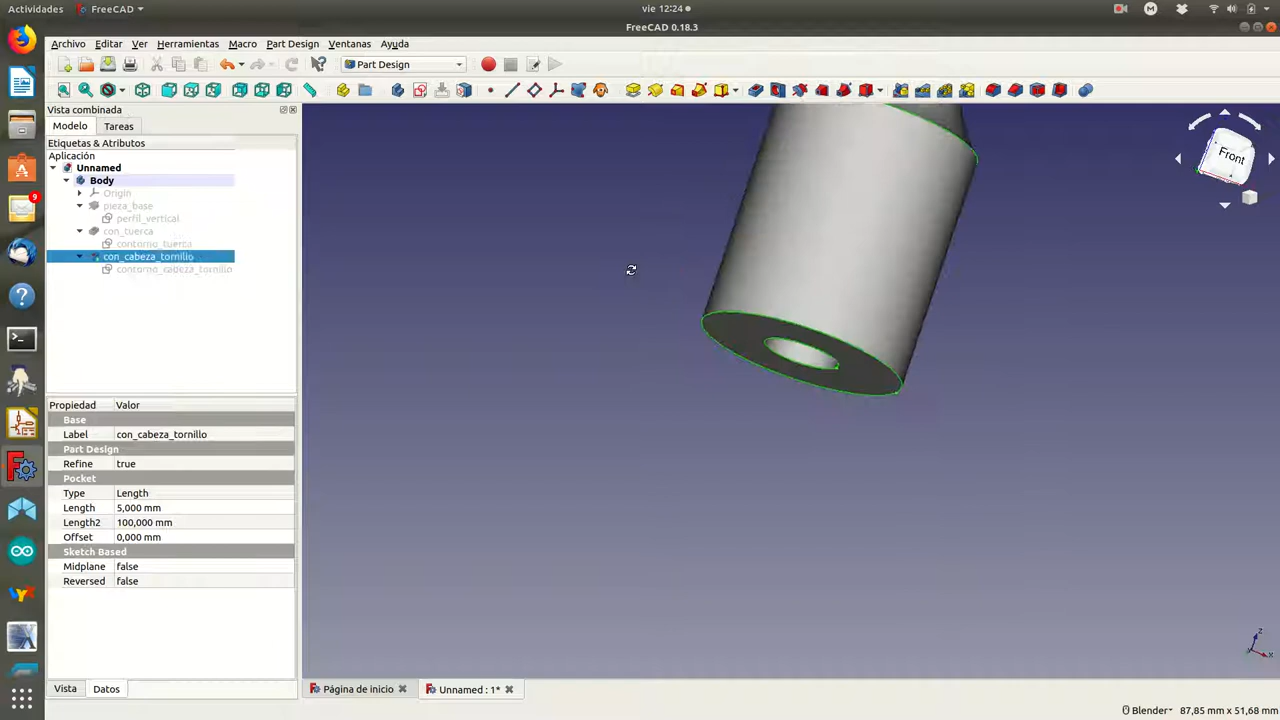 Actividades
FreeCAD
vie 12:24
FreeCAD 0.18.3
Archivo Editar Ver Herramientas Macro Part Design Ventanas Ayuda
Part Design
Vista combinada
Modelo Tareas
Etiquetas & Atributos
Aplicación
Unnamed
Body
Origin
pieza_base
perfil_vertical
con_tuerca
contorno_tuerca
con_cabeza_tornillo
contorno_cabeza_tornillo
Front
9
Propiedad Valor
Base
Label con_cabeza_tornillo
Part Design
Refine true
Pocket
Type Length
Length 5,000 mm
Length2 100,000 mm
Offset 0,000 mm
Sketch Based
Midplane false
Reversed false
Vista Datos
Página de inicio
Unnamed : 1*
Blender
87,85 mm x 51,68 mm